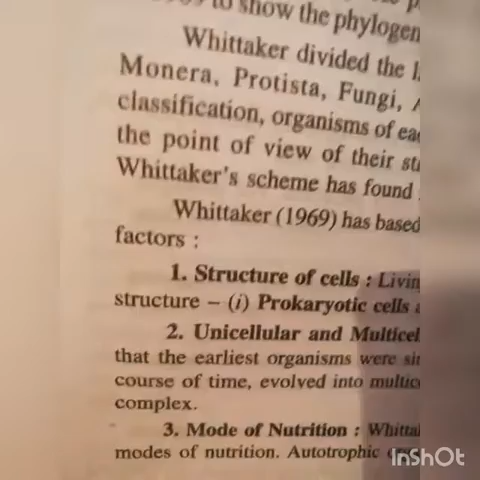 to show the phylogen
Whittaker divided the l
Monera, Protista, Fungi,
classification, organisms of ea
the point of view of their st
Whittaker's scheme has found
Whittaker (1969) has based
factors :
1. Structure of cells : Livin
structure – (i) Prokaryotic cells a
2. Unicellular and Multicel
that the earliest organisms were si
course of time, evolved into multic
complex.
3. Mode of Nutrition : Whittak
modes of nutrition. Autotrophic
InShOt